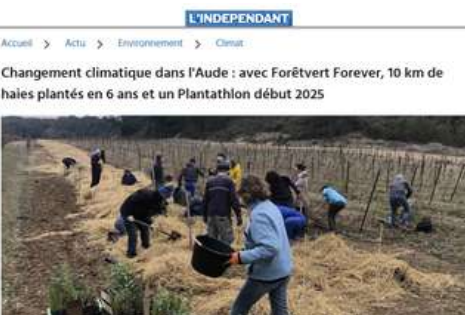 L'INDEPENDANT
Accueil > Actu > Environnement > Climat
Changement climatique dans l'Aude : avec Forêtvert Forever, 10 km de
haies plantés en 6 ans et un Plantathlon début 2025